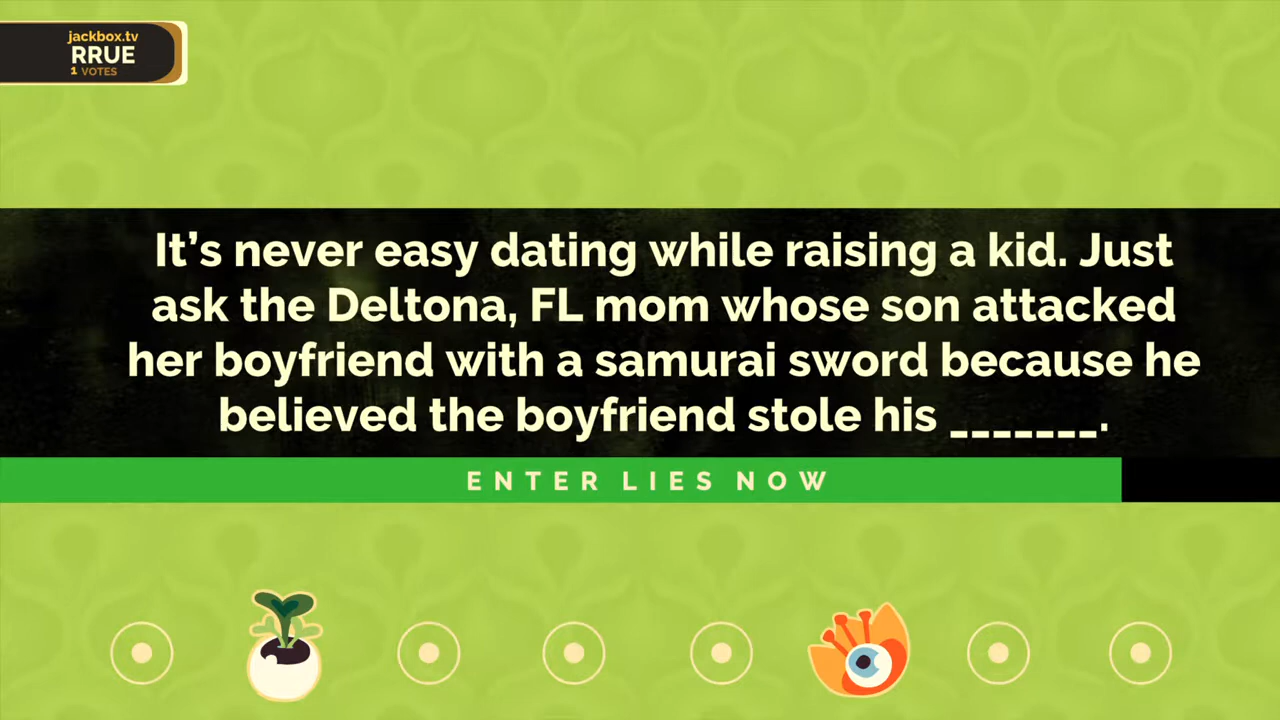 jackbox.tv
RRUE
1 VOTES
It’s never easy dating while raising a kid. Just
ask the Deltona, FL mom whose son attacked
her boyfriend with a samurai sword because he
believed the boyfriend stole his _______.
ENTER LIES NOW